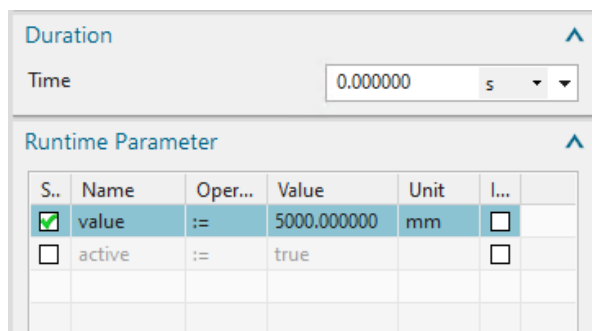 Duration
Time 0.000000 s
Runtime Parameter
S.. Name Oper... Value Unit I...
value := 5000.000000 mm
active := true